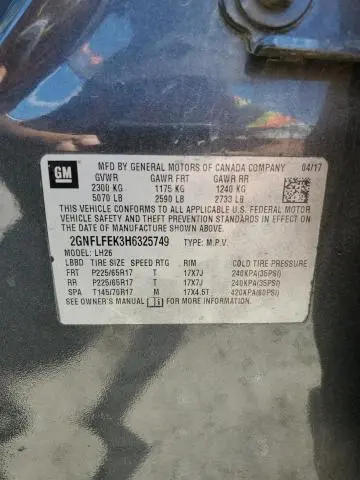 GM
MFD BY GENERAL MOTORS OF CANADA COMPANY 04/17
GVWR GAWR FRT GAWR RR
2300 KG 1175 KG 1240 KG
5070 LB 2590 LB 2733 LB
THIS VEHICLE CONFORMS TO ALL APPLICABLE U.S. FEDERAL MOTOR
VEHICLE SAFETY AND THEFT PREVENTION STANDARDS IN EFFECT ON
THE DATE OF MANUFACTURE SHOWN ABOVE.
2GNFLFEK3H6325749 TYPE: M.P.V.
MODEL: LH26
LBBD TIRE SIZE SPEED RTG RIM COLD TIRE PRESSURE
FRT P225/65R17 T 17X7J 240KPA(35PSI)
RR P225/65R17 T 17X7J 240KPA(35PSI)
SPA T145/70R17 M 17X4.5T 420KPA(60PSI)
SEE OWNER'S MANUAL FOR MORE INFORMATION